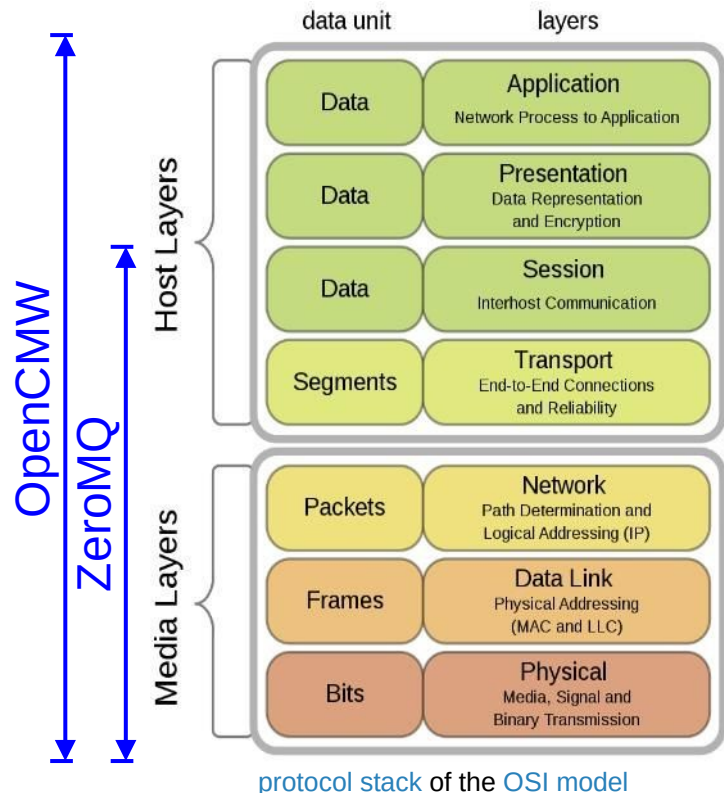 data unit layers
OpenCMW
ZeroMQ
Host Layers
Data
Application
Network Process to Application
Data
Presentation
Data Representation
and Encryption
Data
Session
Interhost Communication
Segments
Transport
End-to-End Connections
and Reliability
Media Layers
Packets
Network
Path Determination and
Logical Addressing (IP)
Frames
Data Link
Physical Addressing
(MAC and LLC)
Bits
Physical
Media, Signal and
Binary Transmission
protocol stack of the OSI model